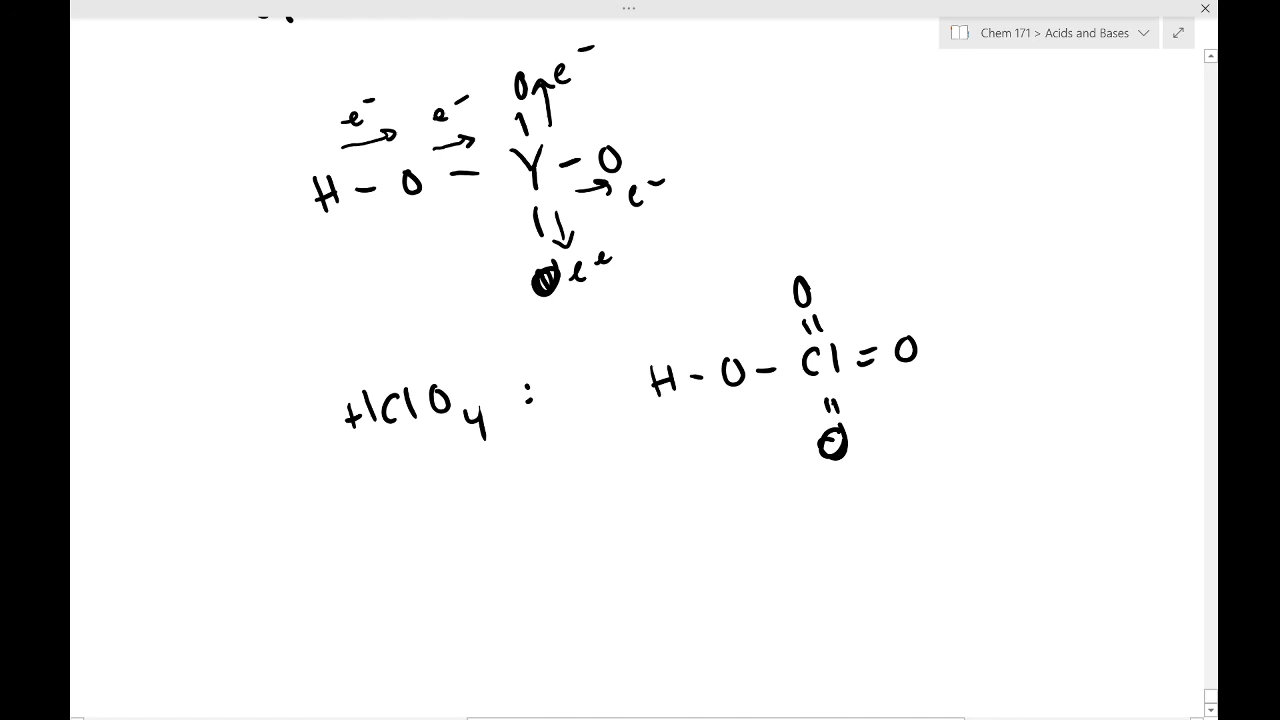 Chem 171 > Acids and Bases
O e⁻
e⁻ e⁻
H - O - Y - O
e⁻
O e e
O
HClO₄ : H - O - Cl = O
O